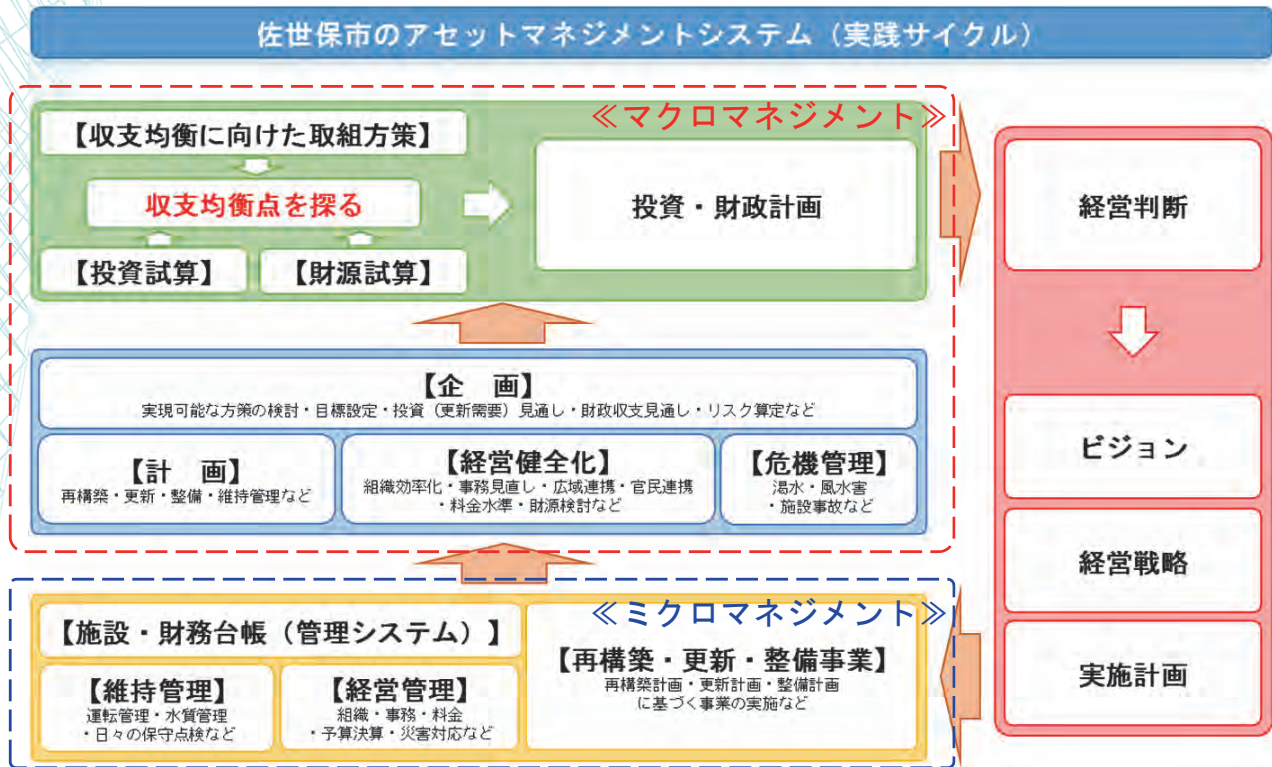 佐世保市のアセットマネジメントシステム（実践サイクル）
≪マクロマネジメント≫
【収支均衡に向けた取組方策】
収支均衡点を探る
【投資試算】
【財源試算】
投資・財政計画
【企　画】
実現可能な方策の検討・目標設定・投資（更新需要）見通し・財政収支見通し・リスク算定など
【計　画】
再構築・更新・整備・維持管理など
【経営健全化】
組織効率化・事務見直し・広域連携・官民連携
・料金水準・財源検討など
【危機管理】
渇水・風水害
・施設事故など
≪ミクロマネジメント≫
【施設・財務台帳（管理システム）】
【維持管理】
運転管理・水質管理
・日々の保守点検など
【経営管理】
組織・事務・料金
・予算決算・災害対応など
【再構築・更新・整備事業】
再構築計画・更新計画・整備計画
に基づく事業の実施など
経営判断
ビジョン
経営戦略
実施計画